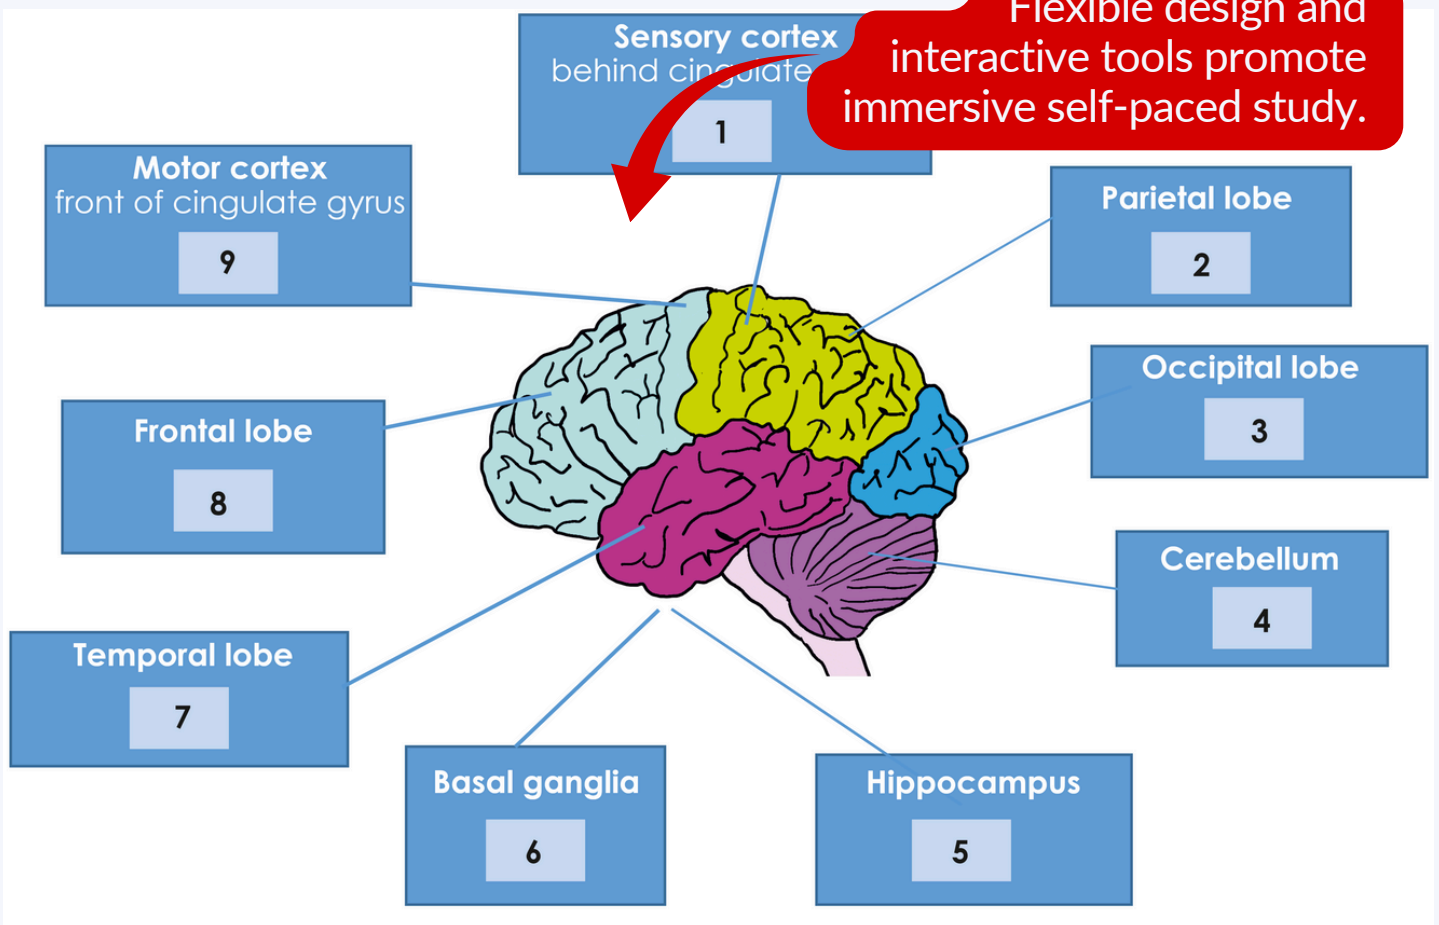 Flexible design and
interactive tools promote
immersive self-paced study.
Sensory cortex
behind cingulate
1
Motor cortex
front of cingulate gyrus
9
Parietal lobe
2
Occipital lobe
3
Frontal lobe
8
Cerebellum
4
Temporal lobe
7
Basal ganglia
6
Hippocampus
5